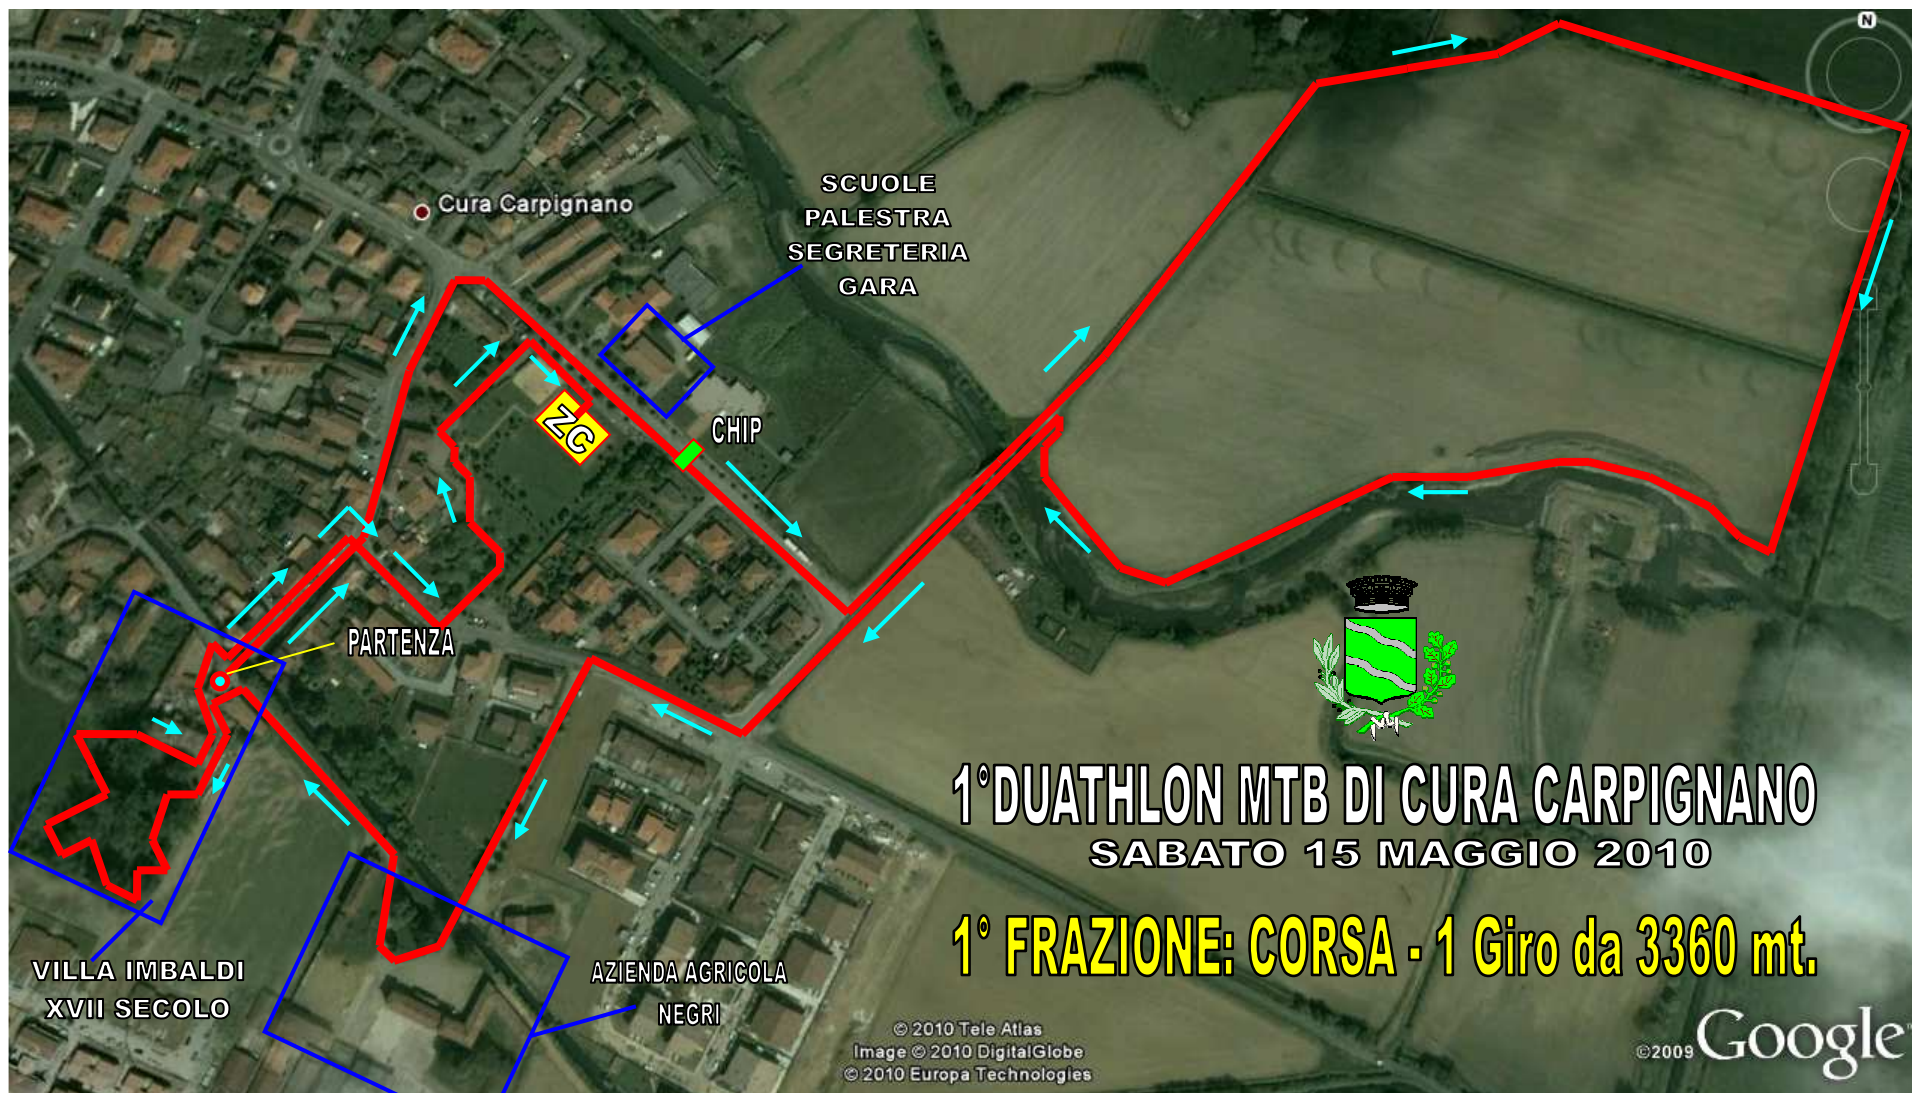 N
Cura Carpignano
SCUOLE
PALESTRA
SEGRETERIA
GARA
ZC
CHIP
PARTENZA
1°DUATHLON MTB DI CURA CARPIGNANO
SABATO 15 MAGGIO 2010
1° FRAZIONE: CORSA - 1 Giro da 3360 mt.
VILLA IMBALDI
XVII SECOLO
AZIENDA AGRICOLA
NEGRI
© 2010 Tele Atlas
Image © 2010 DigitalGlobe
© 2010 Europa Technologies
©2009 Google™